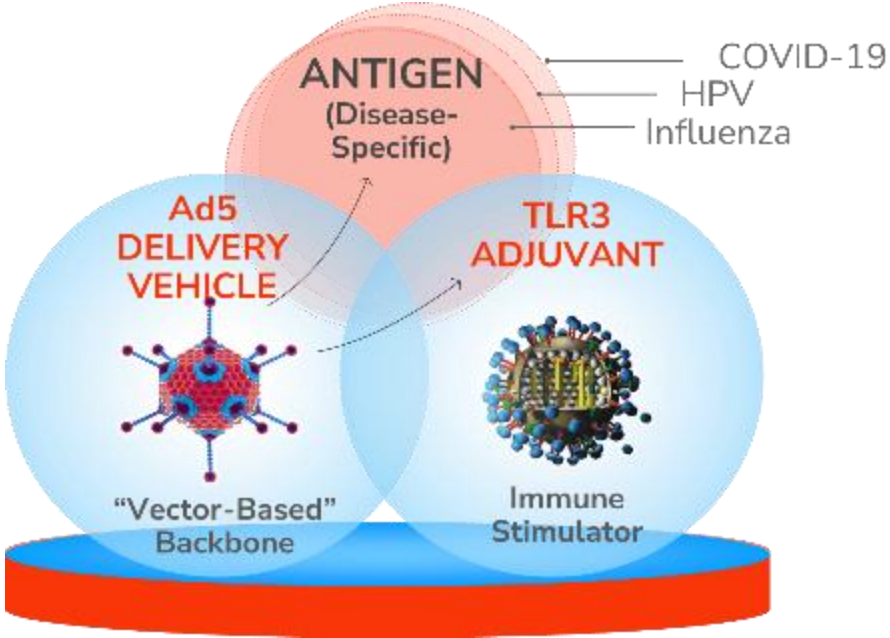 ANTIGEN
(Disease-
Specific)
COVID-19
HPV
Influenza
Ad5
DELIVERY
VEHICLE
TLR3
ADJUVANT
“Vector-Based”
Backbone
Immune
Stimulator